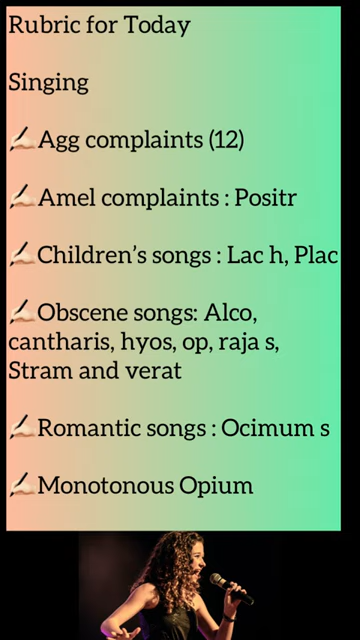 Rubric for Today
Singing
✍🏻Agg complaints (12)
✍🏻Amel complaints : Positr
✍🏻Children's songs : Lac h, Plac
✍🏻Obscene songs: Alco,
cantharis, hyos, op, raja s,
Stram and verat
✍🏻Romantic songs : Ocimum s
✍🏻Monotonous Opium